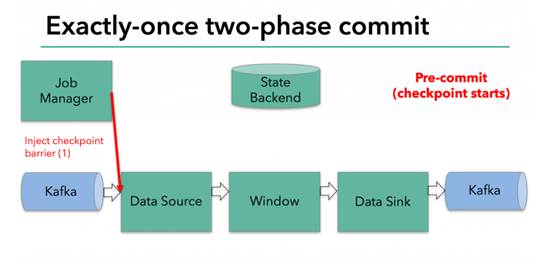 Exactly-once two-phase commit
Job
Manager
State
Backend
Pre-commit
(checkpoint starts)
Inject checkpoint
barrier (1)
Kafka
Data Source
Window
Data Sink
Kafka